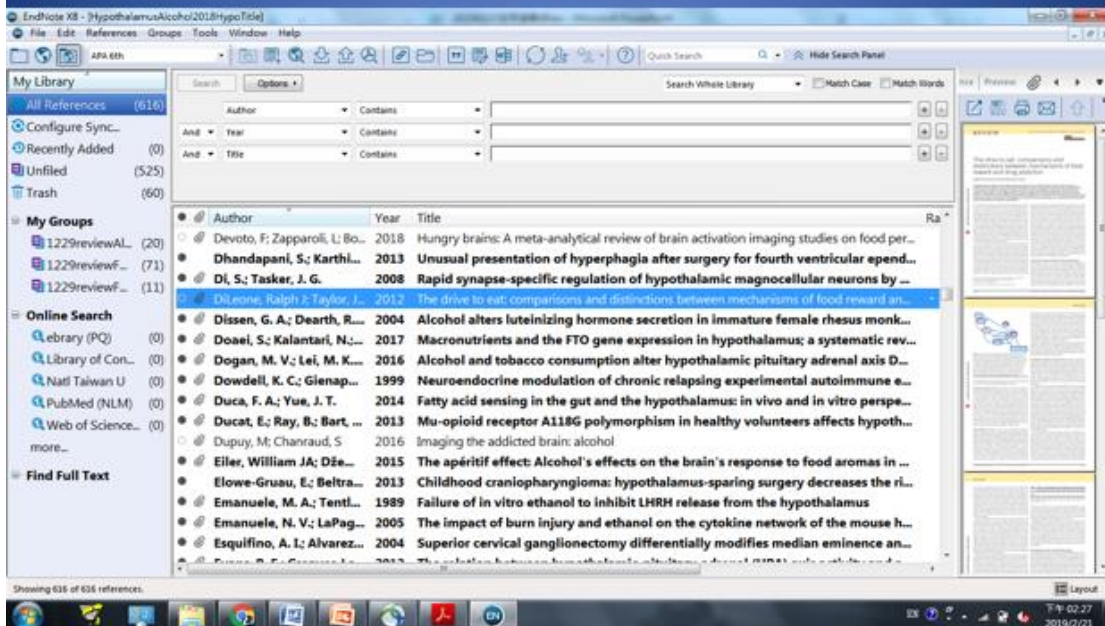 EndNote X8 - [HypothalamusAlcohol2018HypoTitle]
File Edit References Groups Tools Window Help
APA 6th Quick Search Hide Search Panel
My Library
All References (616)
Configure Sync...
Recently Added (0)
Unfiled (525)
Trash (60)
My Groups
1229reviewAl... (20)
1229reviewF... (71)
1229reviewF... (11)
Online Search
ebrary (PQ) (0)
Library of Con... (0)
Natl Taiwan U (0)
PubMed (NLM) (0)
Web of Science... (0)
more...
Find Full Text
Search Options Search Whole Library Match Case Match Words
Author Contains
And Year Contains
And Title Contains
Author Year Title Ra
Devoto, F; Zapparoli, L; Bo... 2018 Hungry brains: A meta-analytical review of brain activation imaging studies on food per...
Dhandapani, S.; Karthi... 2013 Unusual presentation of hyperphagia after surgery for fourth ventricular epend...
Di, S.; Tasker, J. G. 2008 Rapid synapse-specific regulation of hypothalamic magnocellular neurons by ...
DiLeone, Ralph J; Taylor, J... 2012 The drive to eat: comparisons and distinctions between mechanisms of food reward an...
Dissen, G. A.; Dearth, R.... 2004 Alcohol alters luteinizing hormone secretion in immature female rhesus monk...
Doaei, S.; Kalantari, N.;... 2017 Macronutrients and the FTO gene expression in hypothalamus; a systematic rev...
Dogan, M. V.; Lei, M. K.... 2016 Alcohol and tobacco consumption alter hypothalamic pituitary adrenal axis D...
Dowdell, K. C.; Gienap... 1999 Neuroendocrine modulation of chronic relapsing experimental autoimmune e...
Duca, F. A.; Yue, J. T. 2014 Fatty acid sensing in the gut and the hypothalamus: in vivo and in vitro perspe...
Ducat, E.; Ray, B.; Bart, ... 2013 Mu-opioid receptor A118G polymorphism in healthy volunteers affects hypoth...
Dupuy, M; Chanraud, S 2016 Imaging the addicted brain: alcohol
Eiler, William JA; Dže... 2015 The apéritif effect: Alcohol's effects on the brain's response to food aromas in ...
Elowe-Gruau, E.; Beltra... 2013 Childhood craniopharyngioma: hypothalamus-sparing surgery decreases the ri...
Emanuele, M. A.; Tentl... 1989 Failure of in vitro ethanol to inhibit LHRH release from the hypothalamus
Emanuele, N. V.; LaPag... 2005 The impact of burn injury and ethanol on the cytokine network of the mouse h...
Esquifino, A. I.; Alvarez... 2004 Superior cervical ganglionectomy differentially modifies median eminence an...
Preview
REVIEW
Showing 616 of 616 references.
Layout
EN
下午 02:27
2019/2/21